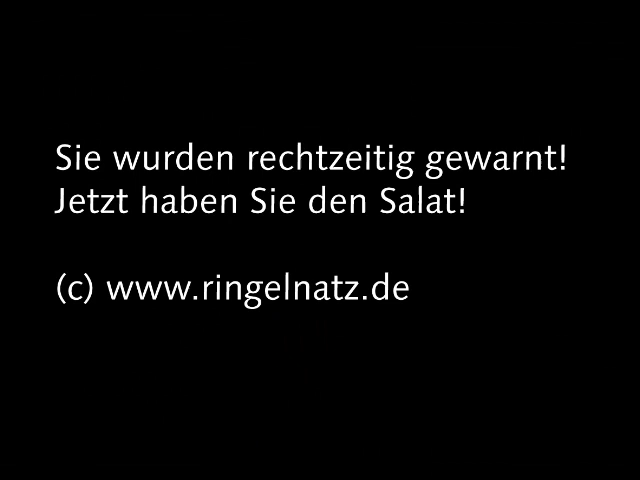 Sie wurden rechtzeitig gewarnt!
Jetzt haben Sie den Salat!
(c) www.ringelnatz.de